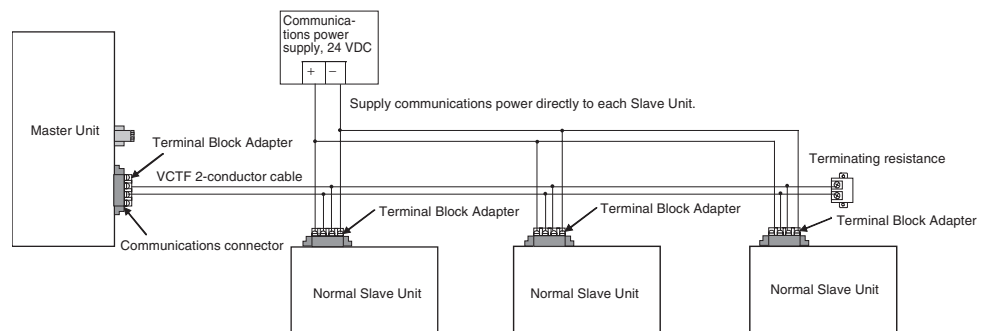 Communica-
tions power
supply, 24 VDC
+ −
Supply communications power directly to each Slave Unit.
Master Unit
Terminal Block Adapter
Terminating resistance
VCTF 2-conductor cable
Terminal Block Adapter
Terminal Block Adapter
Terminal Block Adapter
Communications connector
Normal Slave Unit
Normal Slave Unit
Normal Slave Unit